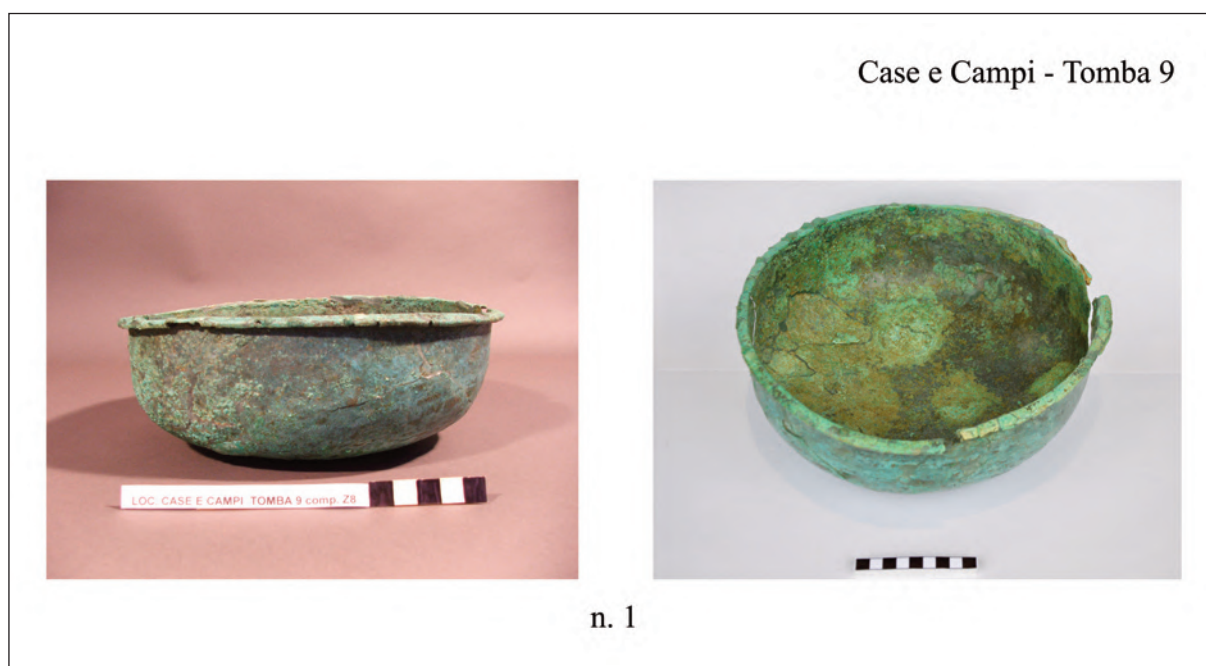 Case e Campi - Tomba 9
LOC. CASE E CAMPI. TOMBA 9 comp. Z8
n. 1